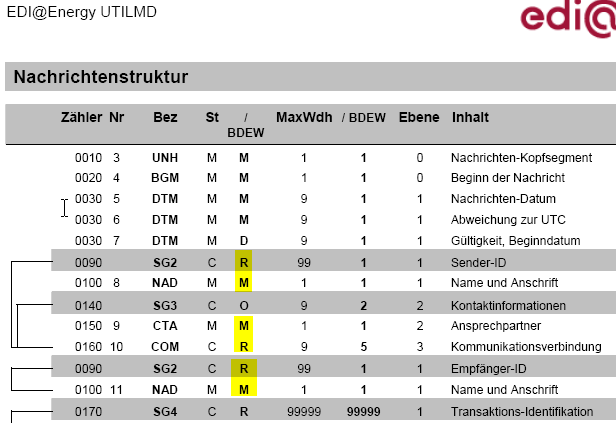 EDI@Energy UTILMD
edi@
Nachrichtenstruktur
Zähler Nr Bez St / BDEW MaxWdh / BDEW Ebene Inhalt
0010 3 UNH M M 1 1 0 Nachrichten-Kopfsegment
0020 4 BGM M M 1 1 0 Beginn der Nachricht
0030 5 DTM M M 9 1 1 Nachrichten-Datum
0030 6 DTM M M 9 1 1 Abweichung zur UTC
0030 7 DTM M D 9 1 1 Gültigkeit, Beginndatum
0090 SG2 C R 99 1 1 Sender-ID
0100 8 NAD M M 1 1 1 Name und Anschrift
0140 SG3 C O 9 2 2 Kontaktinformationen
0150 9 CTA M M 1 1 2 Ansprechpartner
0160 10 COM C R 9 5 3 Kommunikationsverbindung
0090 SG2 C R 99 1 1 Empfänger-ID
0100 11 NAD M M 1 1 1 Name und Anschrift
0170 SG4 C R 99999 99999 1 Transaktions-Identifikation